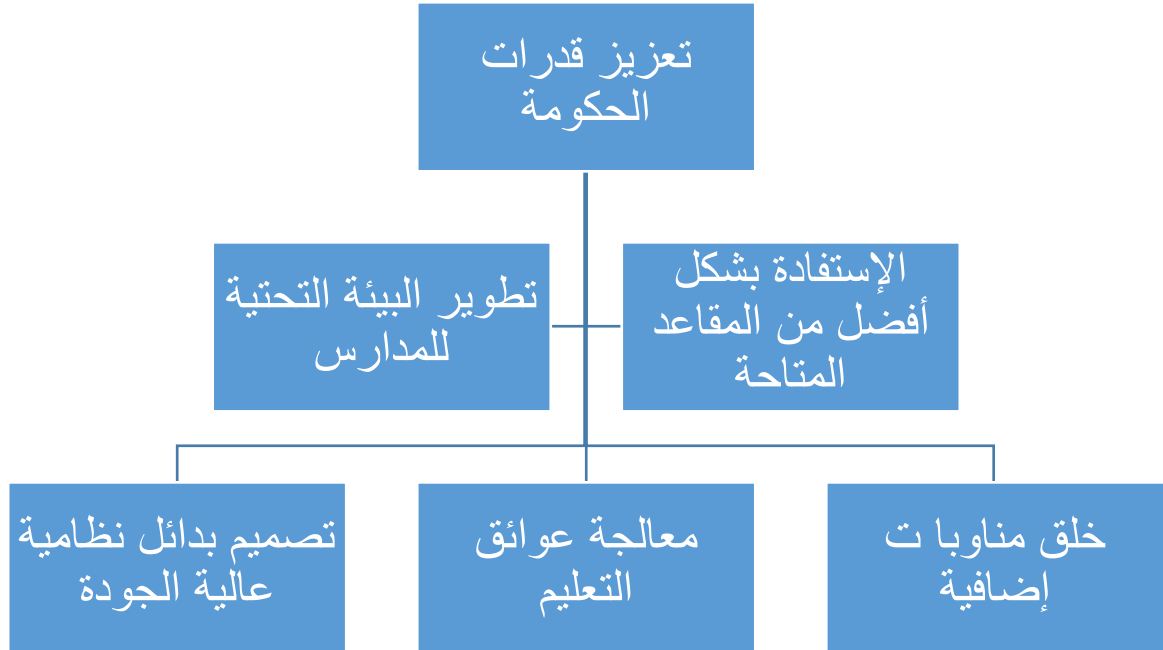 تعزيز قدرات
الحكومة
الإستفادة بشكل
أفضل من المقاعد
المتاحة
تطوير البيئة التحتية
للمدارس
خلق مناوبا ت
إضافية
معالجة عوائق
التعليم
تصميم بدائل نظامية
عالية الجودة